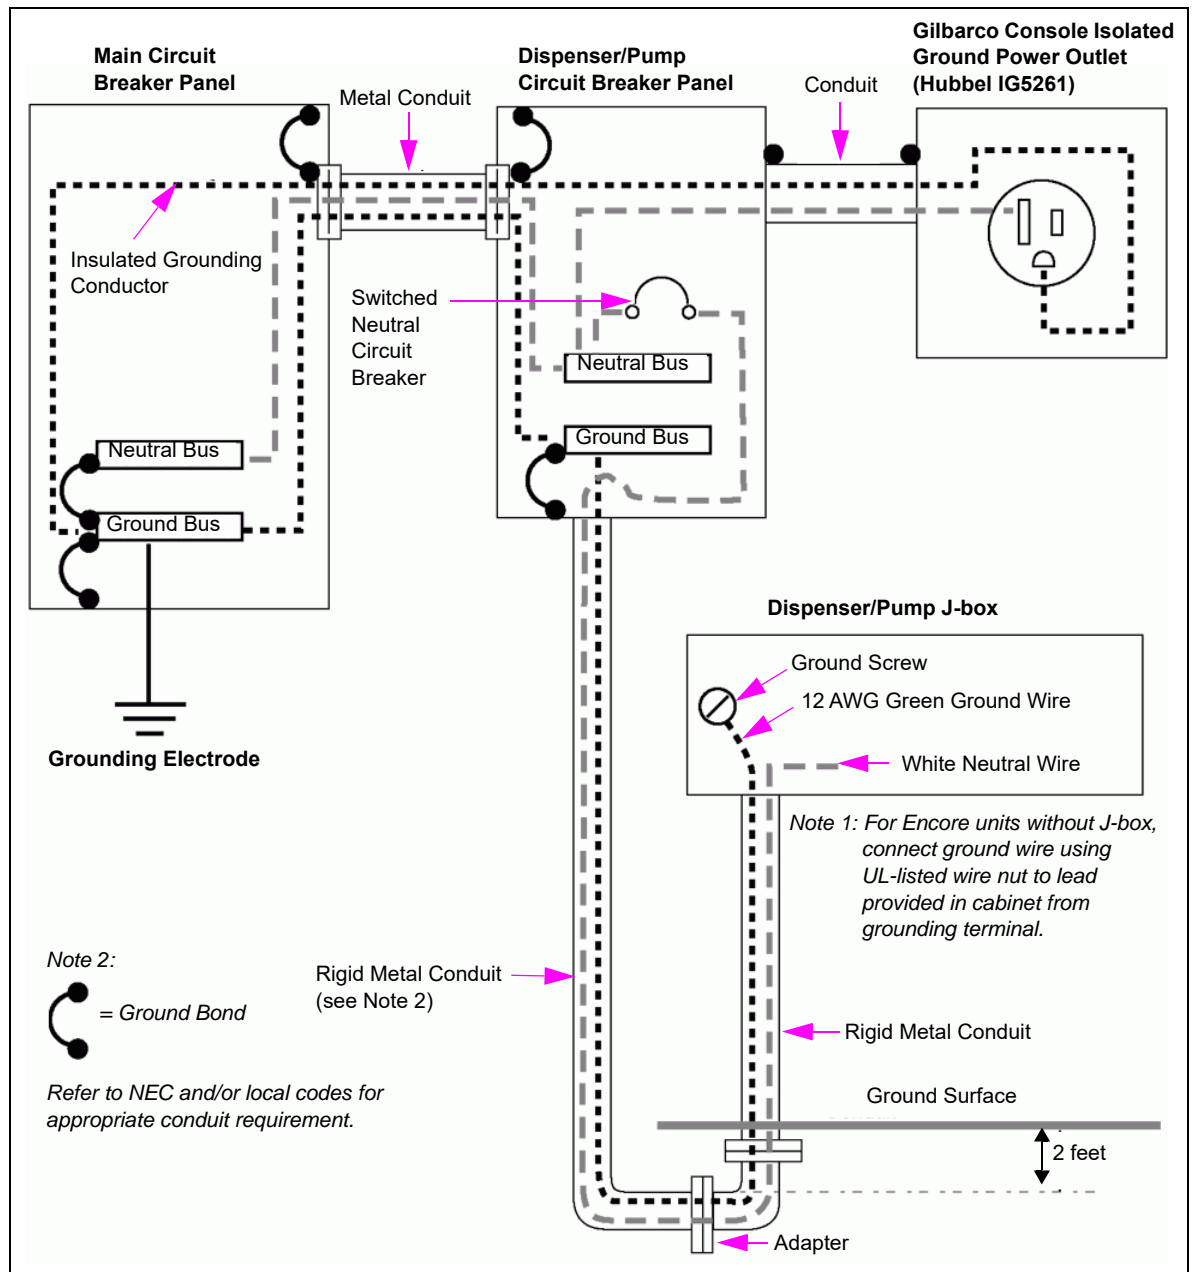 Main Circuit
Breaker Panel
Dispenser/Pump
Circuit Breaker Panel
Gilbarco Console Isolated
Ground Power Outlet
(Hubbel IG5261)
Metal Conduit
Conduit
Insulated Grounding
Conductor
Switched
Neutral
Circuit
Breaker
Neutral Bus
Ground Bus
Neutral Bus
Ground Bus
Grounding Electrode
Dispenser/Pump J-box
Ground Screw
12 AWG Green Ground Wire
White Neutral Wire
Note 1: For Encore units without J-box,
connect ground wire using
UL-listed wire nut to lead
provided in cabinet from
grounding terminal.
Note 2:
= Ground Bond
Refer to NEC and/or local codes for
appropriate conduit requirement.
Rigid Metal Conduit
(see Note 2)
Rigid Metal Conduit
Ground Surface
2 feet
Adapter